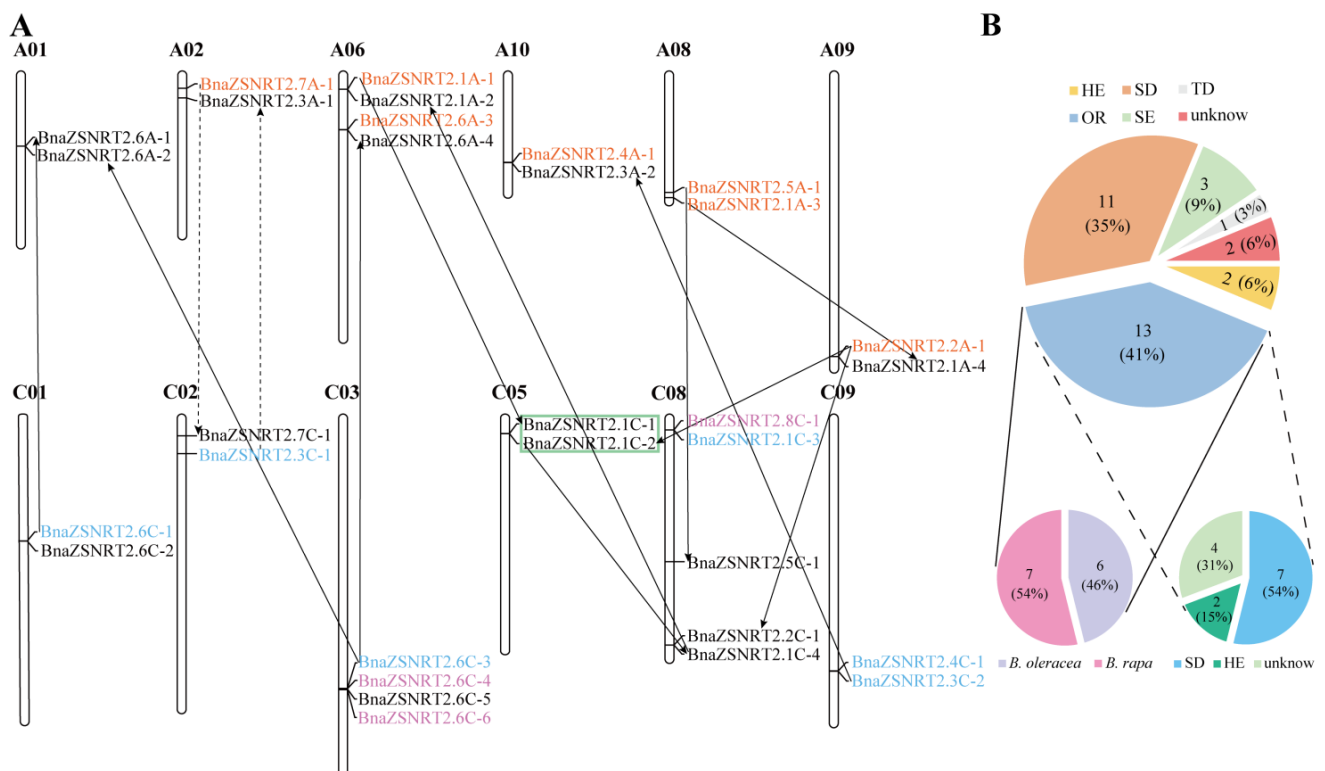 A
B
A01
A02
A06
A10
A08
A09
BnaZSNRT2.7A-1
BnaZSNRT2.3A-1
BnaZSNRT2.1A-1
BnaZSNRT2.1A-2
BnaZSNRT2.6A-3
BnaZSNRT2.6A-4
BnaZSNRT2.6A-1
BnaZSNRT2.6A-2
BnaZSNRT2.4A-1
BnaZSNRT2.3A-2
BnaZSNRT2.5A-1
BnaZSNRT2.1A-3
BnaZSNRT2.2A-1
BnaZSNRT2.1A-4
C01
C02
C03
C05
C08
C09
BnaZSNRT2.7C-1
BnaZSNRT2.3C-1
BnaZSNRT2.1C-1
BnaZSNRT2.1C-2
BnaZSNRT2.8C-1
BnaZSNRT2.1C-3
BnaZSNRT2.6C-1
BnaZSNRT2.6C-2
BnaZSNRT2.5C-1
BnaZSNRT2.2C-1
BnaZSNRT2.1C-4
BnaZSNRT2.6C-3
BnaZSNRT2.6C-4
BnaZSNRT2.6C-5
BnaZSNRT2.6C-6
BnaZSNRT2.4C-1
BnaZSNRT2.3C-2
HE SD TD
OR SE unknow
11
(35%)
3
(9%)
1 (3%)
2 (6%)
2 (6%)
13
(41%)
7
(54%)
6
(46%)
4
(31%)
2
(15%)
7
(54%)
B. oleracea B. rapa SD HE unknow